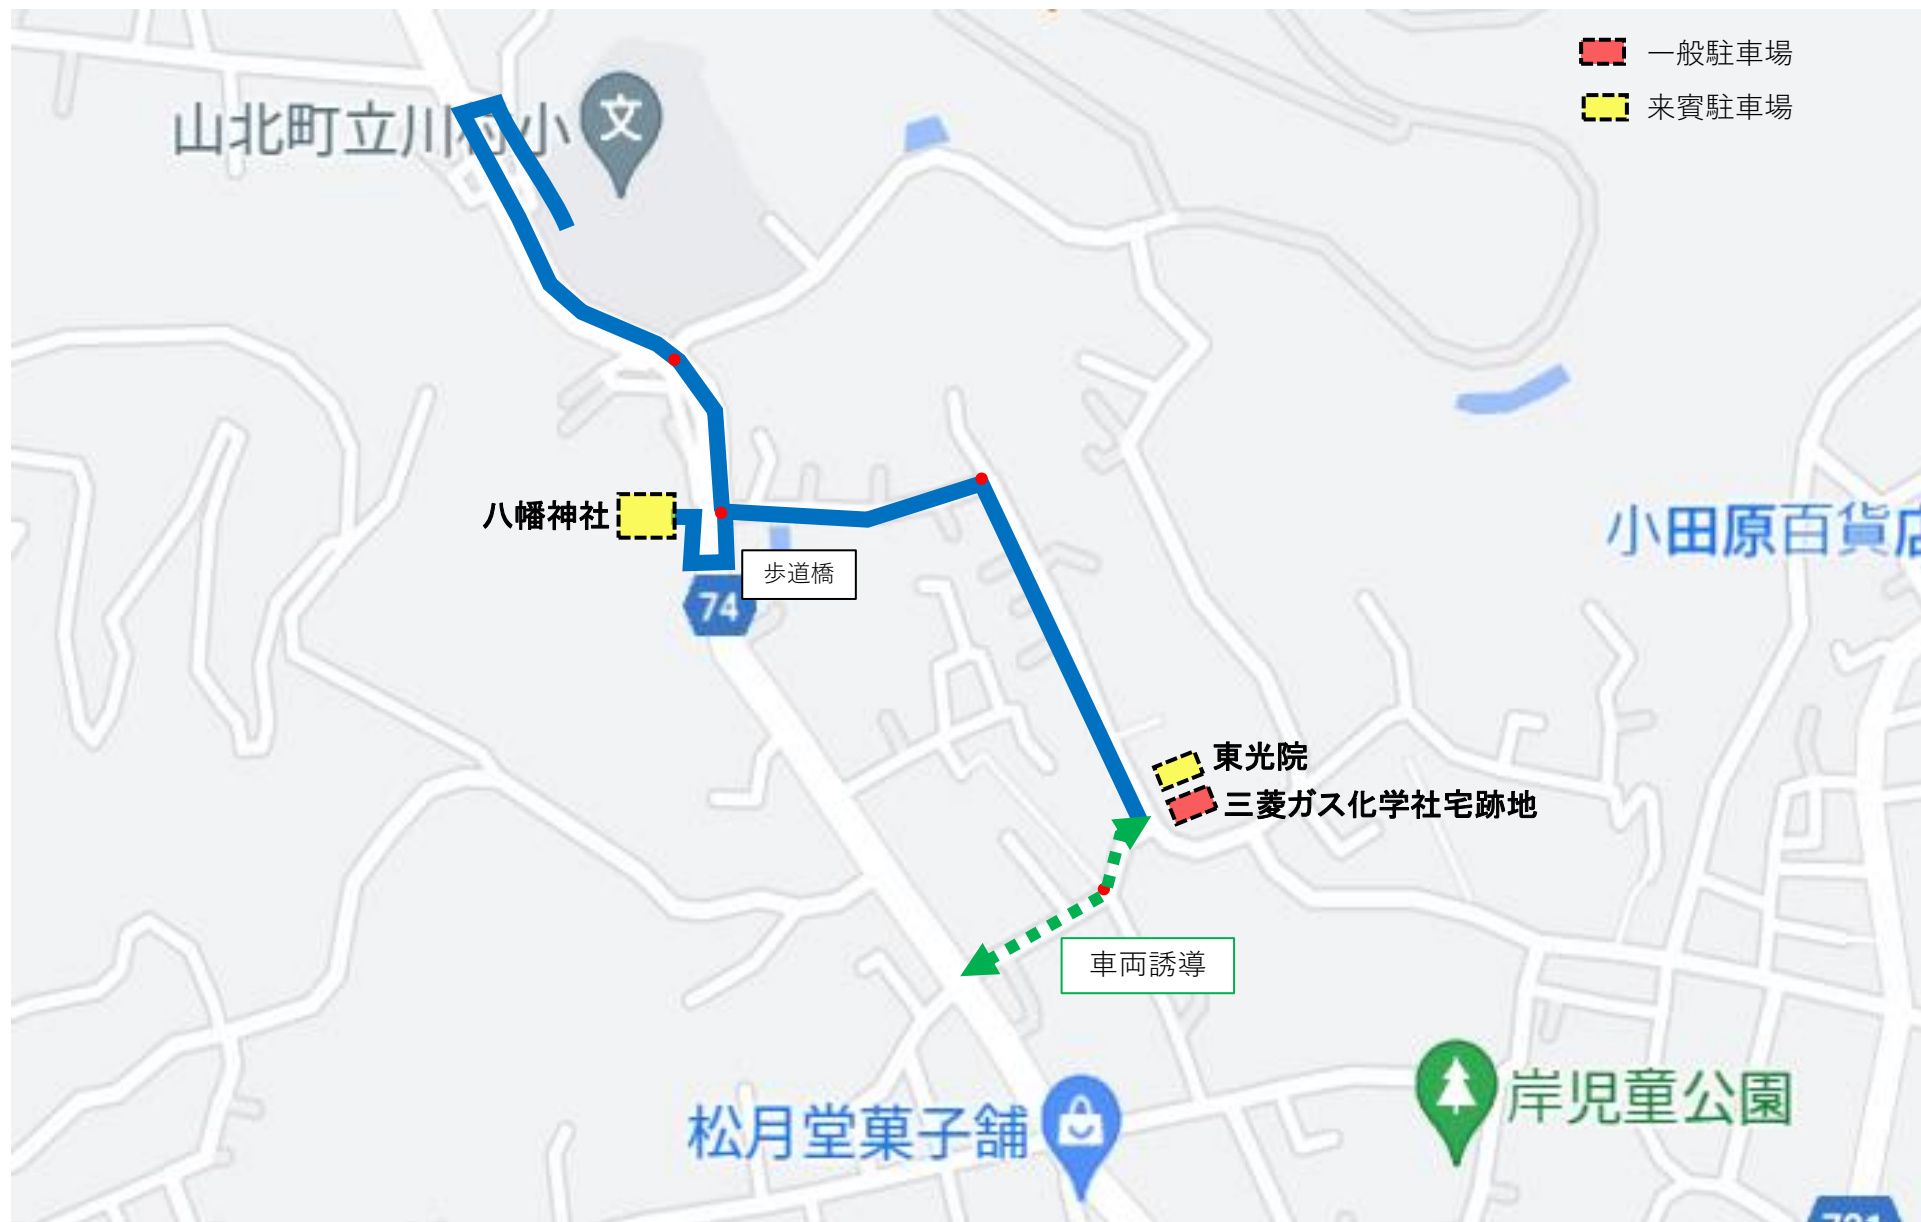 一般駐車場
来賓駐車場
山北町立川村小
文
八幡神社
歩道橋
74
小田原百貨店
東光院
三菱ガス化学社宅跡地
車両誘導
松月堂菓子舗
岸児童公園